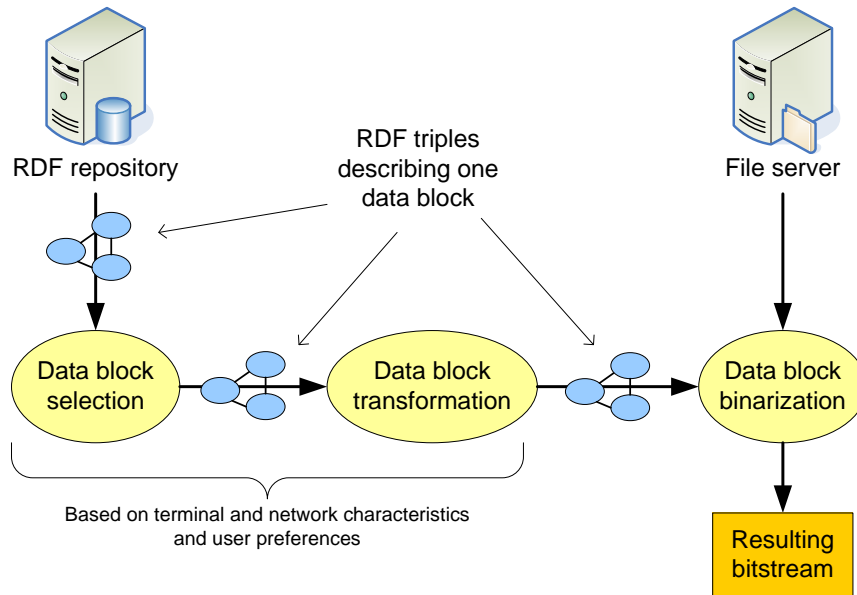 RDF repository
RDF triples
describing one
data block
File server
Data block
selection
Data block
transformation
Data block
binarization
Based on terminal and network characteristics
and user preferences
Resulting
bitstream